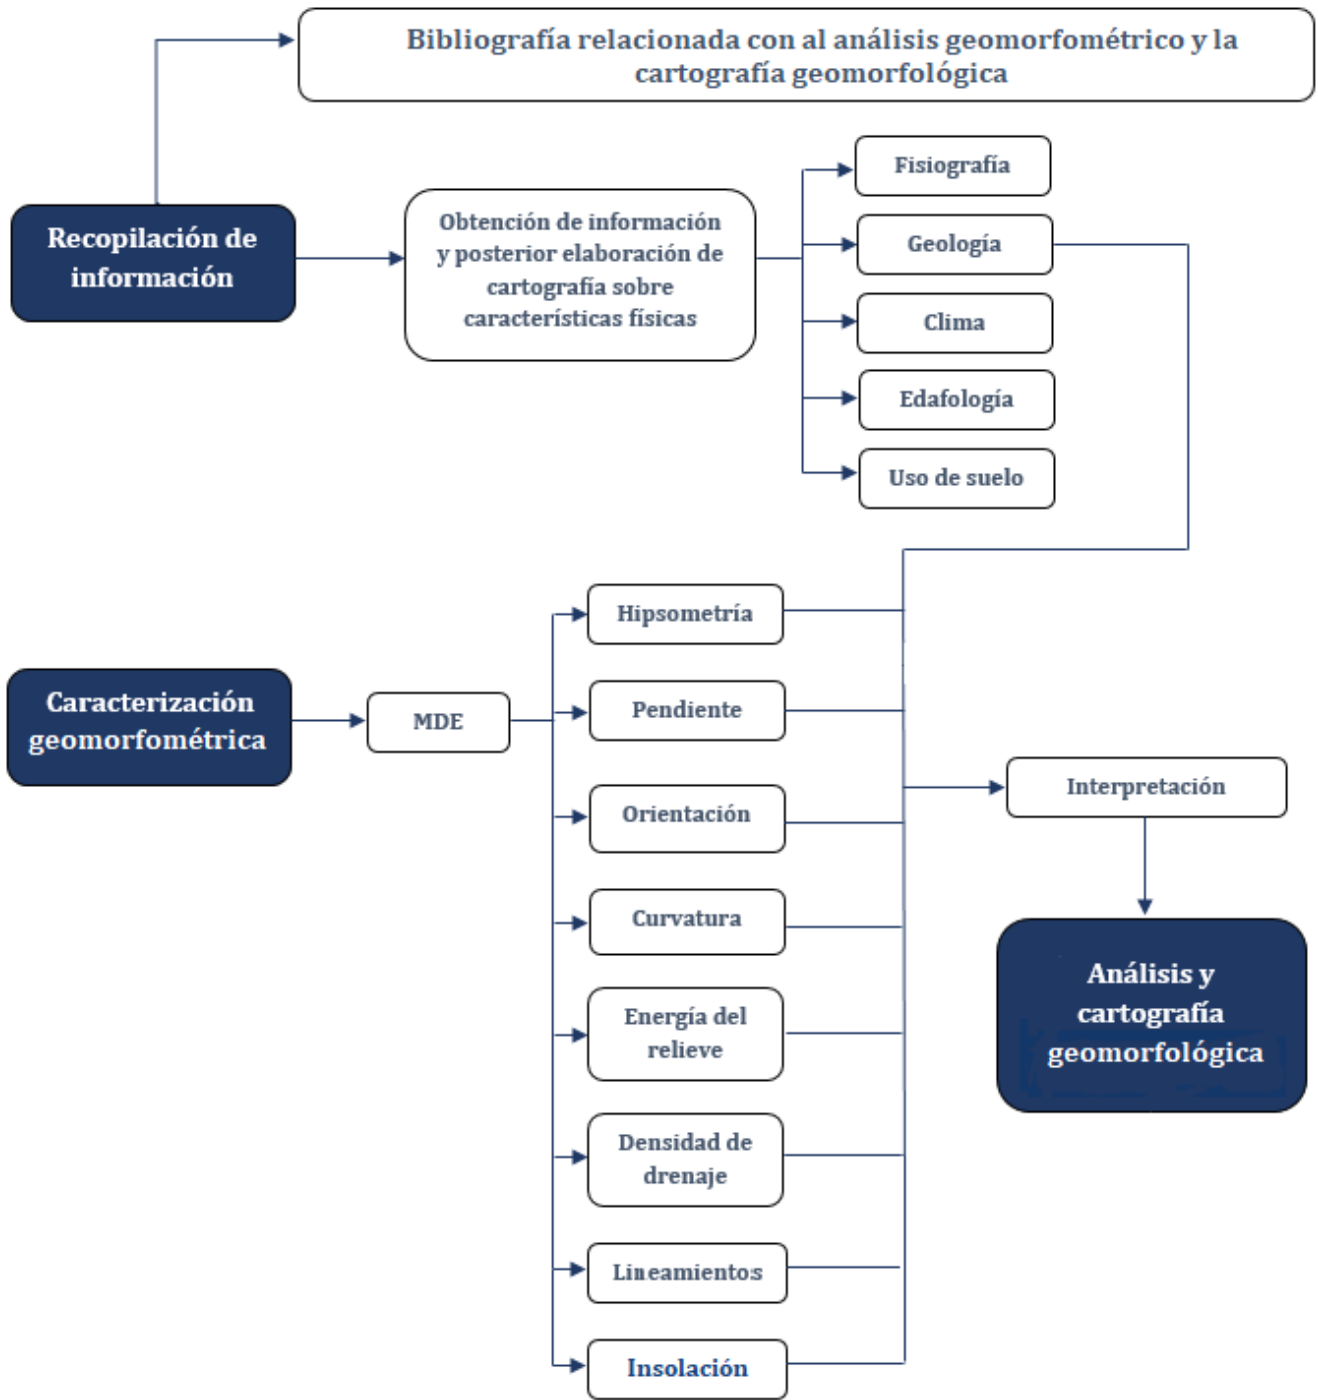 Bibliografía relacionada con al análisis geomorfométrico y la
cartografía geomorfológica
Recopilación de
información
Obtención de información
y posterior elaboración de
cartografía sobre
características físicas
Fisiografía
Geología
Clima
Edafología
Uso de suelo
Caracterización
geomorfométrica
MDE
Hipsometría
Pendiente
Orientación
Curvatura
Energía del
relieve
Densidad de
drenaje
Lineamientos
Insolación
Interpretación
Análisis y
cartografía
geomorfológica